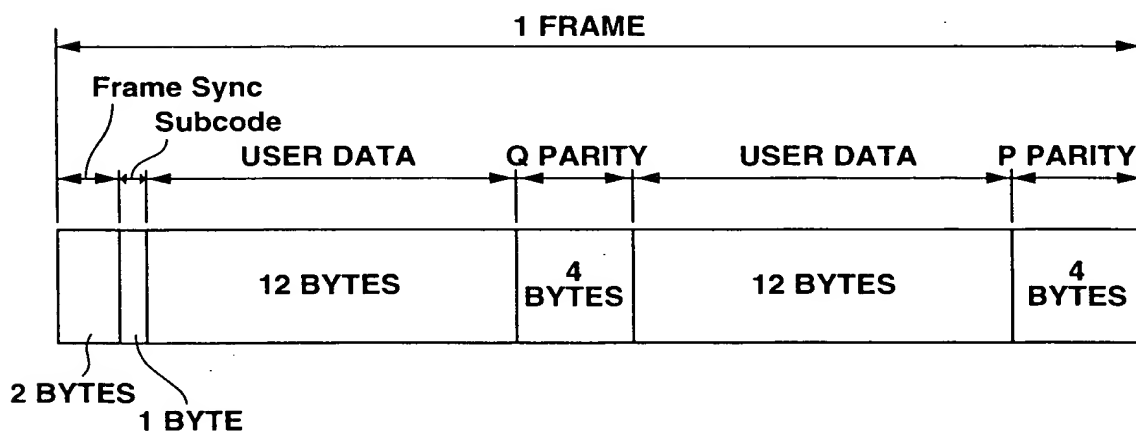 1 FRAME
Frame Sync
Subcode
USER DATA
Q PARITY
USER DATA
P PARITY
12 BYTES
4
BYTES
12 BYTES
4
BYTES
2 BYTES
1 BYTE